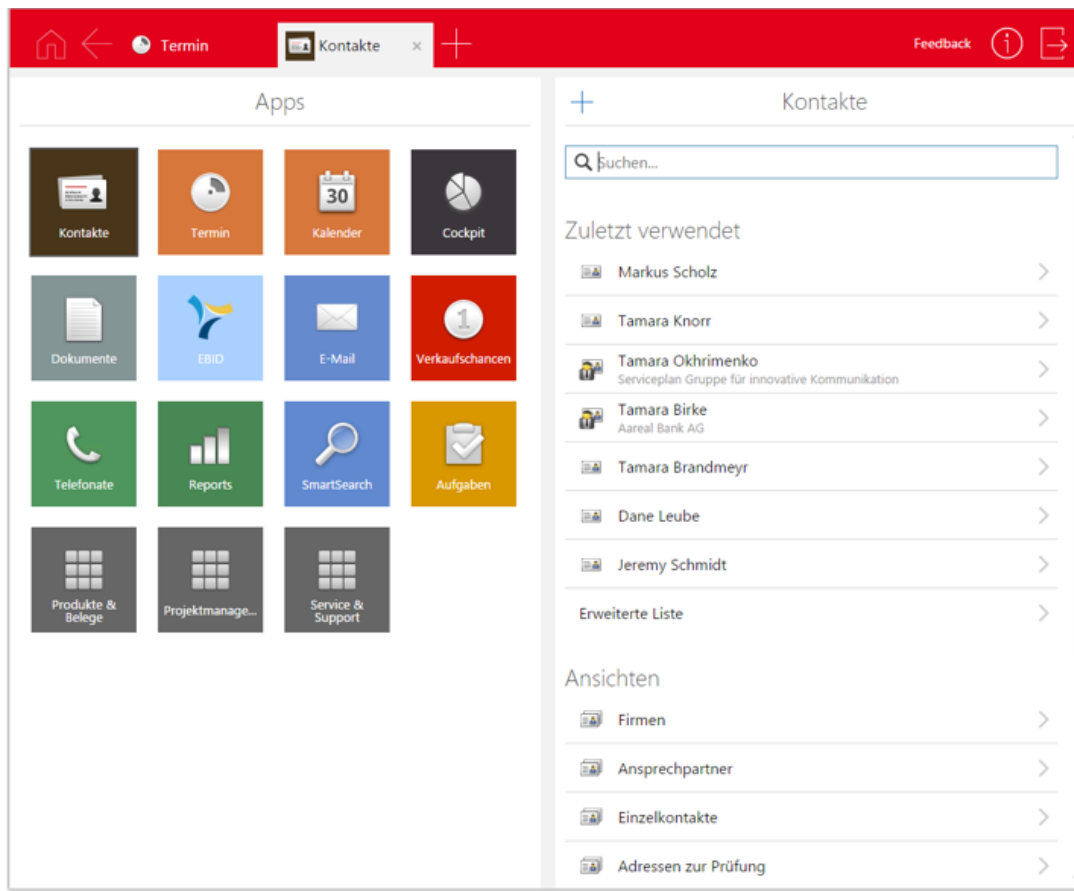 Termin
Kontakte
Feedback
Apps
Kontakte
Termin
30
Kalender
Cockpit
Dokumente
EBID
E-Mail
1
Verkaufschancen
Telefonate
Reports
SmartSearch
Aufgaben
Produkte &
Belege
Projektmanage...
Service &
Support
Kontakte
Suchen...
Zuletzt verwendet
Markus Scholz
Tamara Knorr
Tamara Okhrimenko
Serviceplan Gruppe für innovative Kommunikation
Tamara Birke
Aareal Bank AG
Tamara Brandmeyr
Dane Leube
Jeremy Schmidt
Erweiterte Liste
Ansichten
Firmen
Ansprechpartner
Einzelkontakte
Adressen zur Prüfung